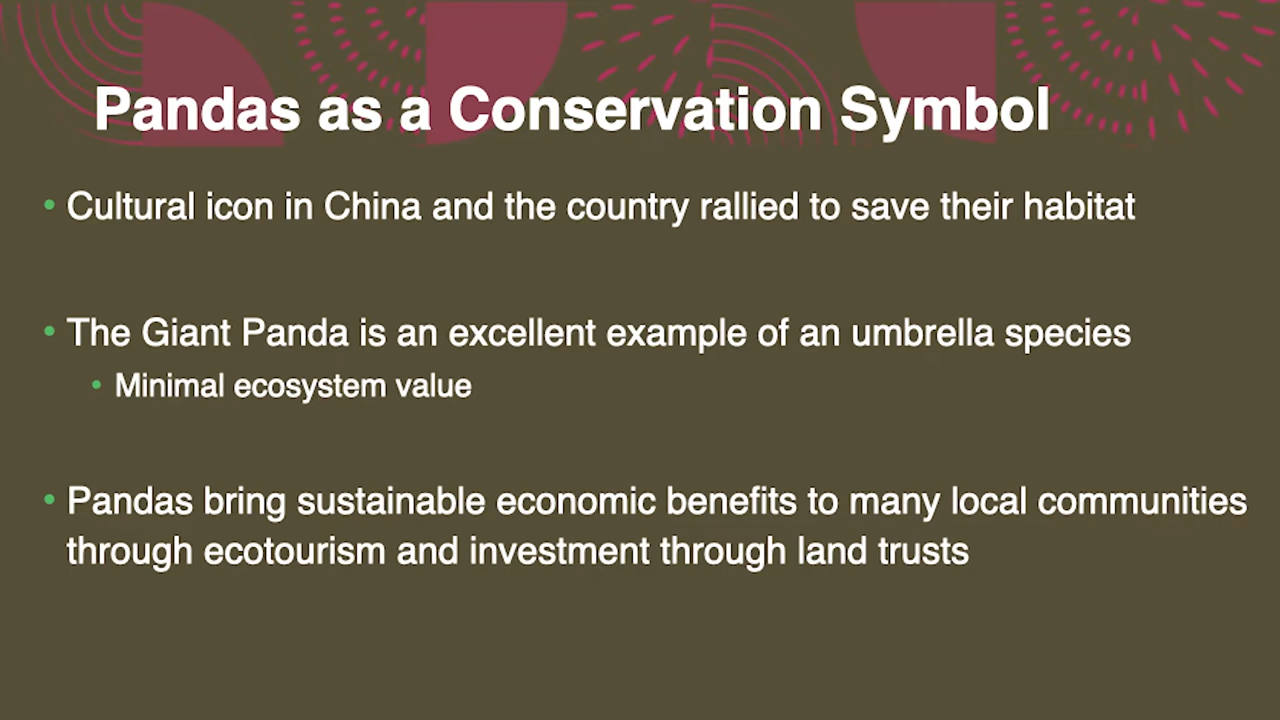 Pandas as a Conservation Symbol
• Cultural icon in China and the country rallied to save their habitat
• The Giant Panda is an excellent example of an umbrella species
• Minimal ecosystem value
• Pandas bring sustainable economic benefits to many local communities
through ecotourism and investment through land trusts